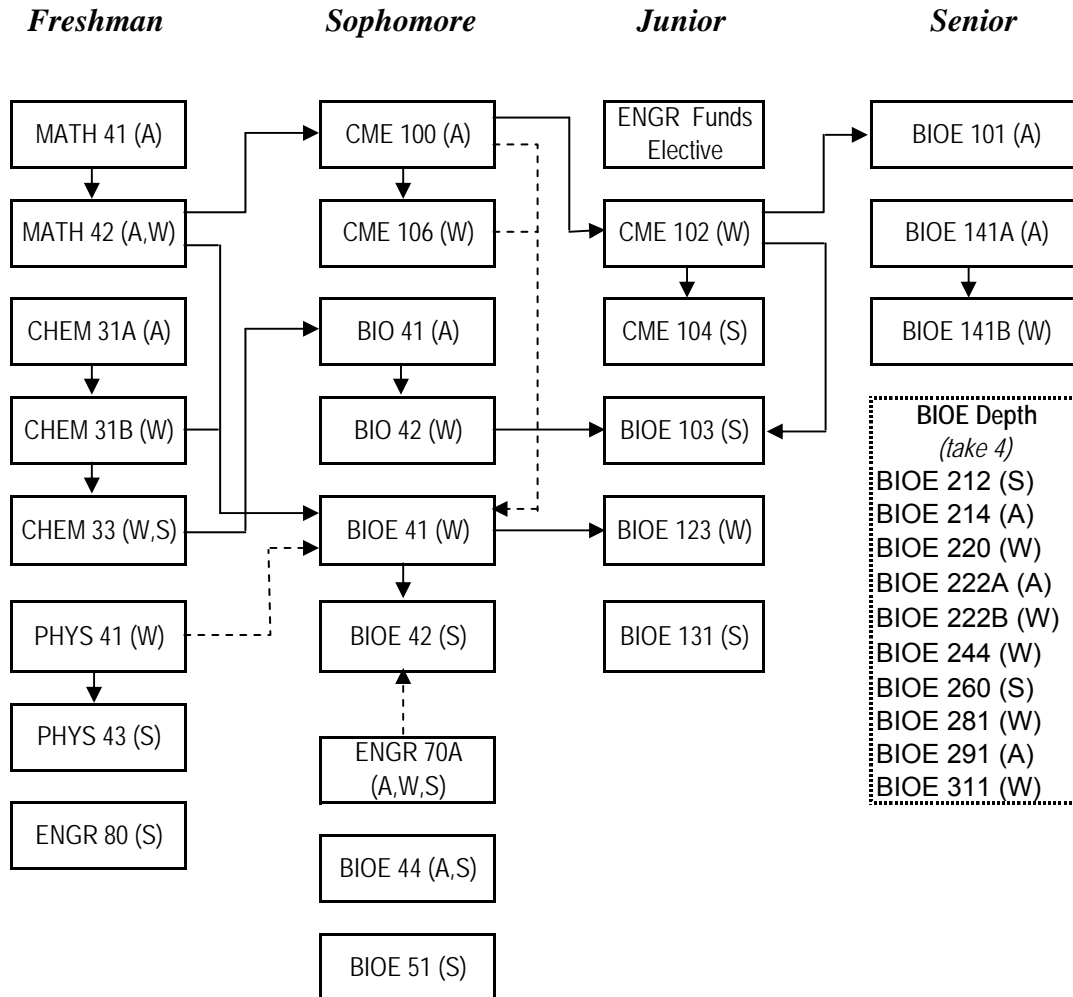 Freshman
Sophomore
Junior
Senior
MATH 41 (A)
MATH 42 (A,W)
CHEM 31A (A)
CHEM 31B (W)
CHEM 33 (W,S)
PHYS 41 (W)
PHYS 43 (S)
ENGR 80 (S)
CME 100 (A)
CME 106 (W)
BIO 41 (A)
BIO 42 (W)
BIOE 41 (W)
BIOE 42 (S)
ENGR 70A
(A,W,S)
BIOE 44 (A,S)
BIOE 51 (S)
ENGR Funds
Elective
CME 102 (W)
CME 104 (S)
BIOE 103 (S)
BIOE 123 (W)
BIOE 131 (S)
BIOE 101 (A)
BIOE 141A (A)
BIOE 141B (W)
BIOE Depth
(take 4)
BIOE 212 (S)
BIOE 214 (A)
BIOE 220 (W)
BIOE 222A (A)
BIOE 222B (W)
BIOE 244 (W)
BIOE 260 (S)
BIOE 281 (W)
BIOE 291 (A)
BIOE 311 (W)